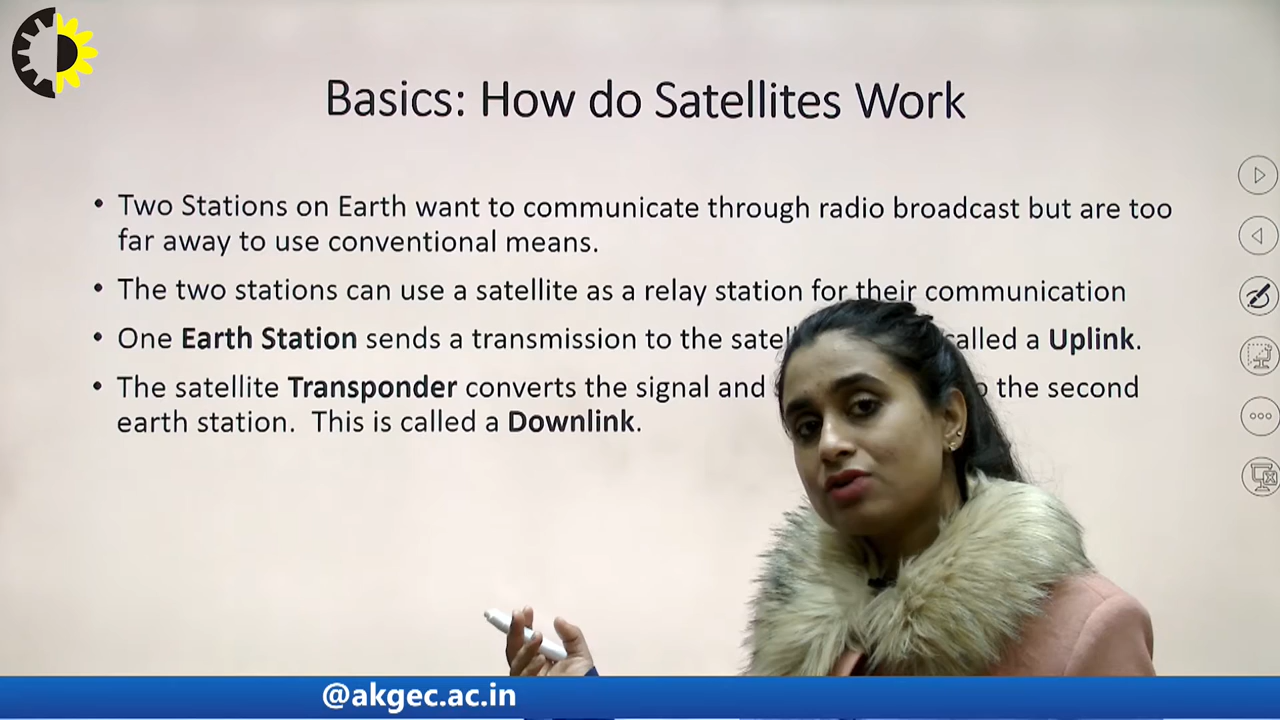 Basics: How do Satellites Work
• Two Stations on Earth want to communicate through radio broadcast but are too
far away to use conventional means.
• The two stations can use a satellite as a relay station for their communication
• One Earth Station sends a transmission to the called a Uplink.
• The satellite Transponder converts the signal and the second
earth station. This is called a Downlink.
@akgec.ac.in